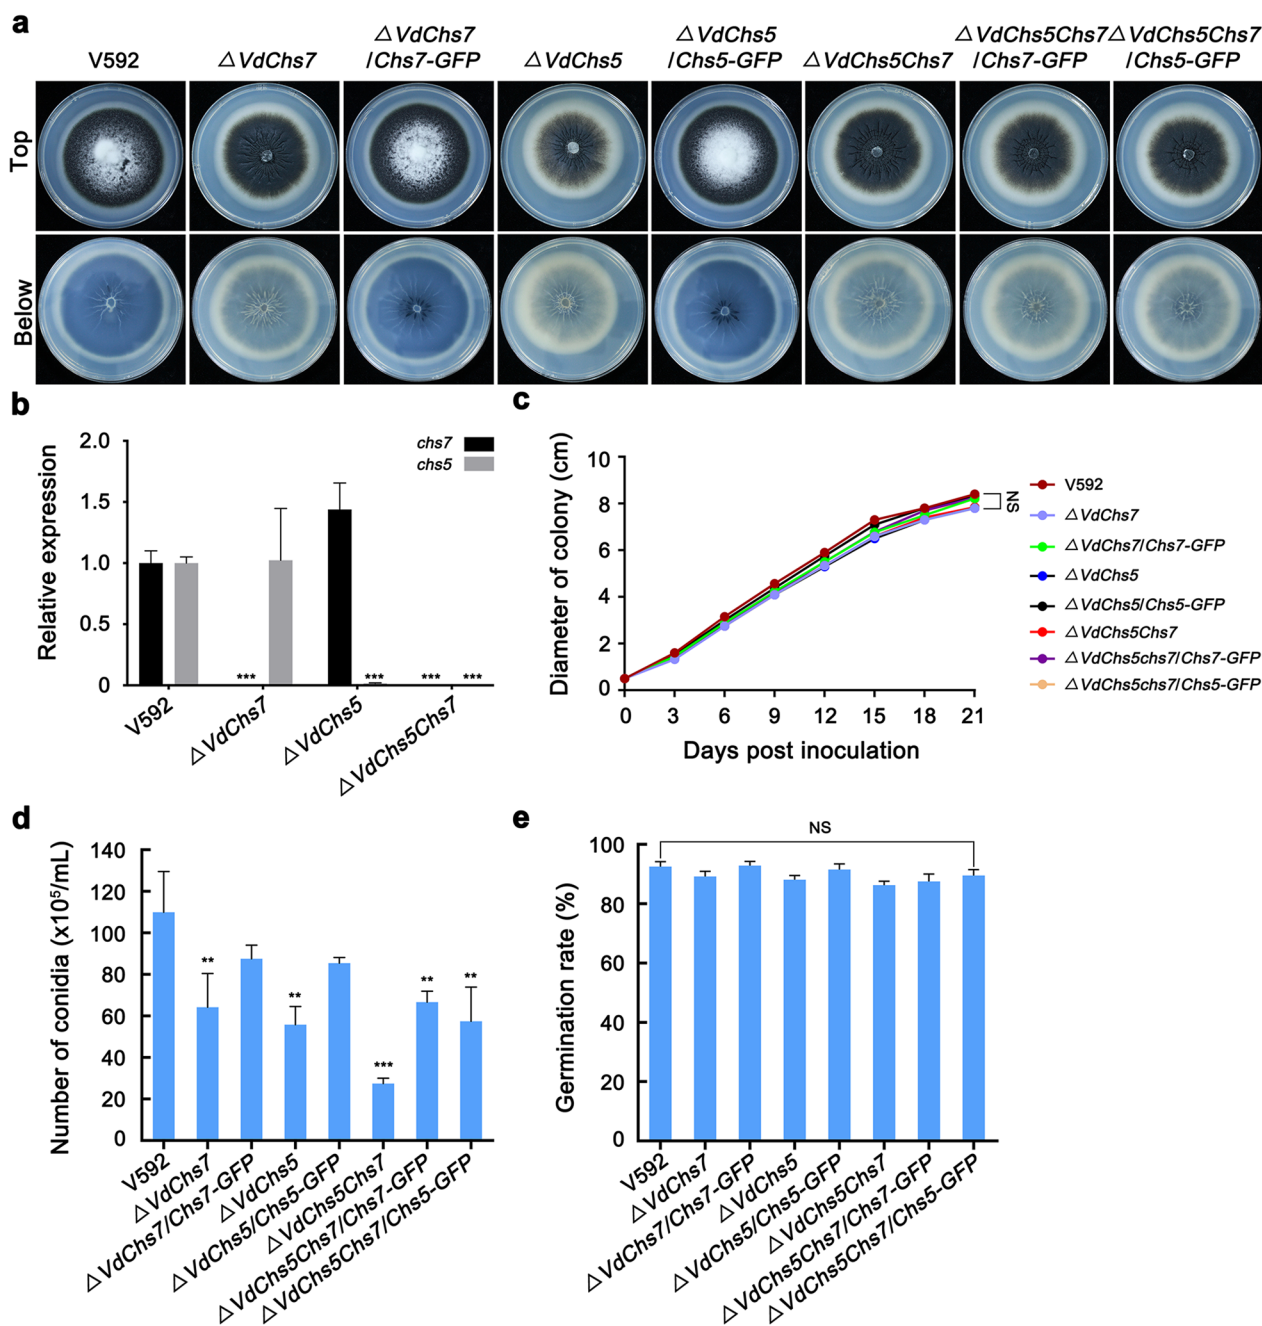 a
V592
△VdChs7
△VdChs7
/Chs7-GFP
△VdChs5
△VdChs5
/Chs5-GFP
△VdChs5Chs7
△VdChs5Chs7
/Chs7-GFP
△VdChs5Chs7
/Chs5-GFP
Top
Below
b
Relative expression
2.0
1.5
1.0
0.5
0
chs7
chs5
***
***
***
***
V592
△VdChs7
△VdChs5
△VdChs5Chs7
c
Diameter of colony (cm)
10
8
6
4
2
0
0 3 6 9 12 15 18 21
Days post inoculation
NS
V592
△VdChs7
△VdChs7/Chs7-GFP
△VdChs5
△VdChs5/Chs5-GFP
△VdChs5Chs7
△VdChs5chs7/Chs7-GFP
△VdChs5chs7/Chs5-GFP
d
Number of conidia (x10⁵/mL)
140
120
100
80
60
40
20
0
**
**
***
**
**
V592
△VdChs7
△VdChs7/Chs7-GFP
△VdChs5
△VdChs5/Chs5-GFP
△VdChs5Chs7
△VdChs5Chs7/Chs7-GFP
△VdChs5Chs7/Chs5-GFP
e
Germination rate (%)
100
80
60
40
20
0
NS
V592
△VdChs7
△VdChs7/Chs7-GFP
△VdChs5
△VdChs5/Chs5-GFP
△VdChs5Chs7
△VdChs5Chs7/Chs7-GFP
△VdChs5Chs7/Chs5-GFP